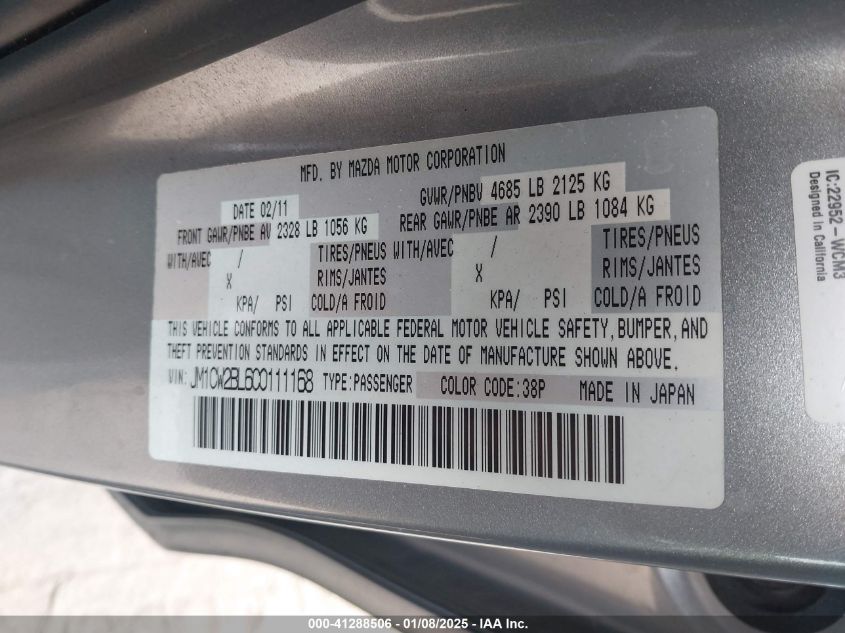 MFD. BY MAZDA MOTOR CORPORATION
DATE 02/11
GVWR/PNBV 4685 LB 2125 KG
FRONT GAWR/PNBE AV 2328 LB 1056 KG
REAR GAWR/PNBE AR 2390 LB 1084 KG
WITH/AVEC / TIRES/PNEUS WITH/AVEC / TIRES/PNEUS
X RIMS/JANTES X RIMS/JANTES
KPA/ PSI COLD/A FROID KPA/ PSI COLD/A FROID
THIS VEHICLE CONFORMS TO ALL APPLICABLE FEDERAL MOTOR VEHICLE SAFETY, BUMPER, AND
THEFT PREVENTION STANDARDS IN EFFECT ON THE DATE OF MANUFACTURE SHOWN ABOVE.
VIN: JM1CW2BL6C0111168 TYPE:PASSENGER COLOR CODE:38P MADE IN JAPAN
IC:22952-WCM3
Designed in California
000-41288506 - 01/08/2025 - IAA Inc.